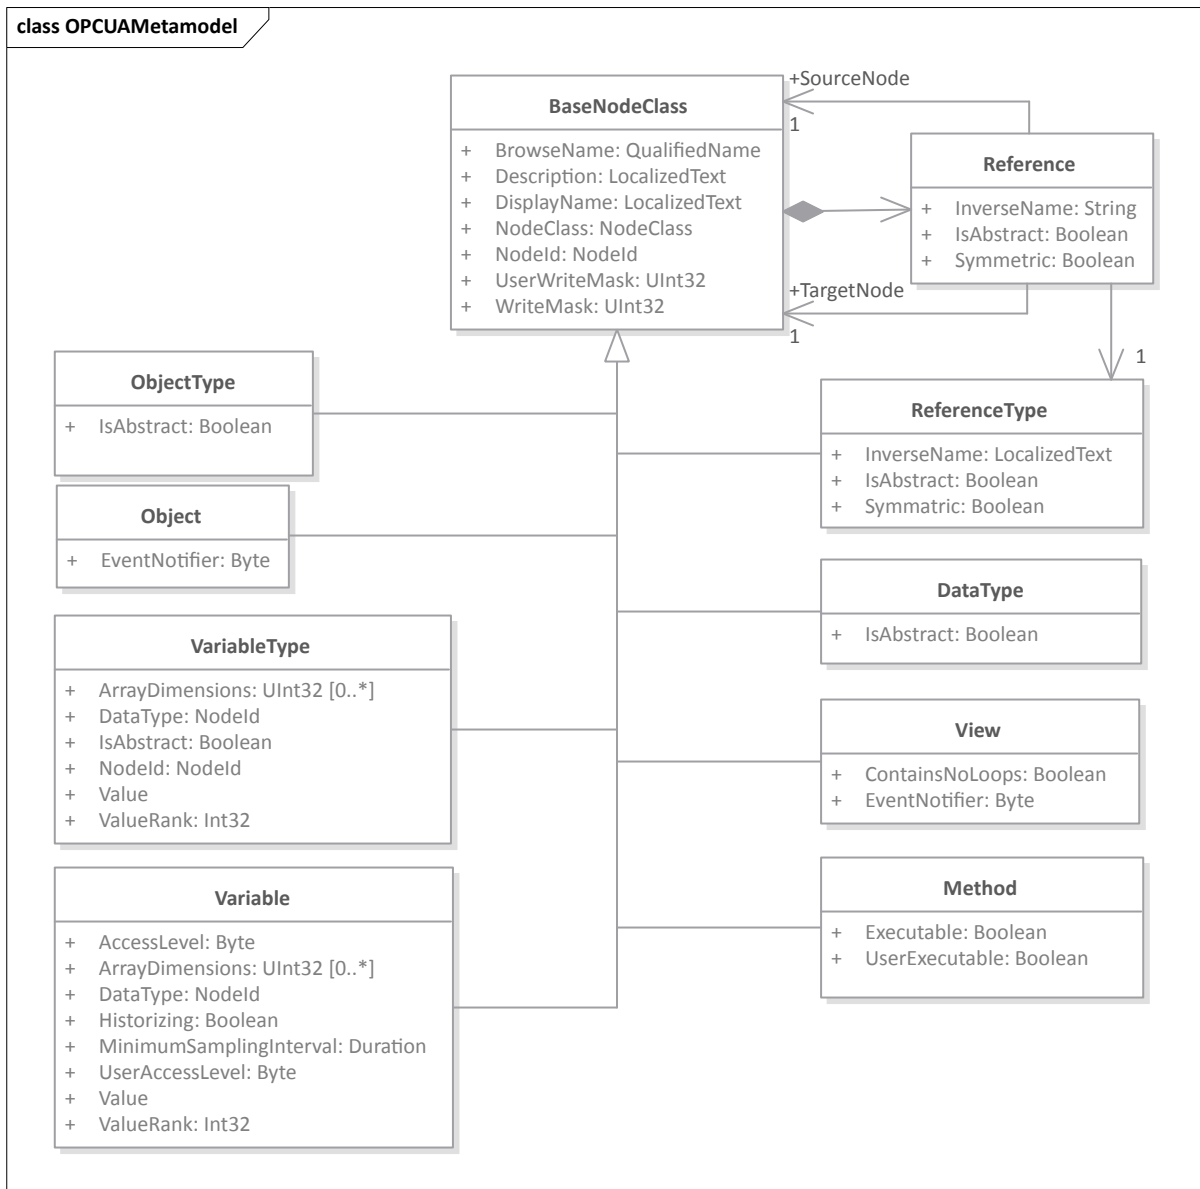 class OPCUAMetamodel
BaseNodeClass
+ BrowseName: QualifiedName
+ Description: LocalizedText
+ DisplayName: LocalizedText
+ NodeClass: NodeClass
+ NodeId: NodeId
+ UserWriteMask: UInt32
+ WriteMask: UInt32
+SourceNode
1
Reference
+ InverseName: String
+ IsAbstract: Boolean
+ Symmetric: Boolean
+TargetNode
1
1
ObjectType
+ IsAbstract: Boolean
ReferenceType
+ InverseName: LocalizedText
+ IsAbstract: Boolean
+ Symmatric: Boolean
Object
+ EventNotifier: Byte
DataType
+ IsAbstract: Boolean
VariableType
+ ArrayDimensions: UInt32 [0..*]
+ DataType: NodeId
+ IsAbstract: Boolean
+ NodeId: NodeId
+ Value
+ ValueRank: Int32
View
+ ContainsNoLoops: Boolean
+ EventNotifier: Byte
Variable
+ AccessLevel: Byte
+ ArrayDimensions: UInt32 [0..*]
+ DataType: NodeId
+ Historizing: Boolean
+ MinimumSamplingInterval: Duration
+ UserAccessLevel: Byte
+ Value
+ ValueRank: Int32
Method
+ Executable: Boolean
+ UserExecutable: Boolean